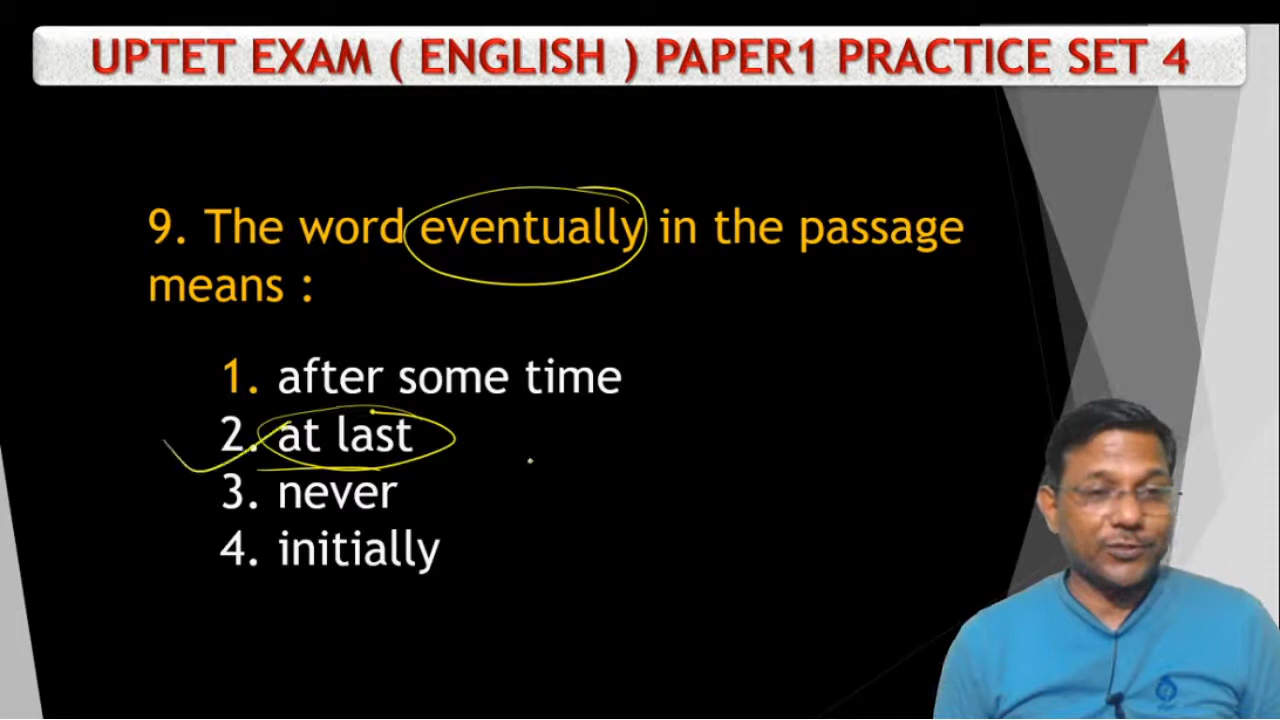 UPTET EXAM ( ENGLISH ) PAPER1 PRACTICE SET 4
9. The word eventually in the passage
means :
1. after some time
2. at last
3. never
4. initially